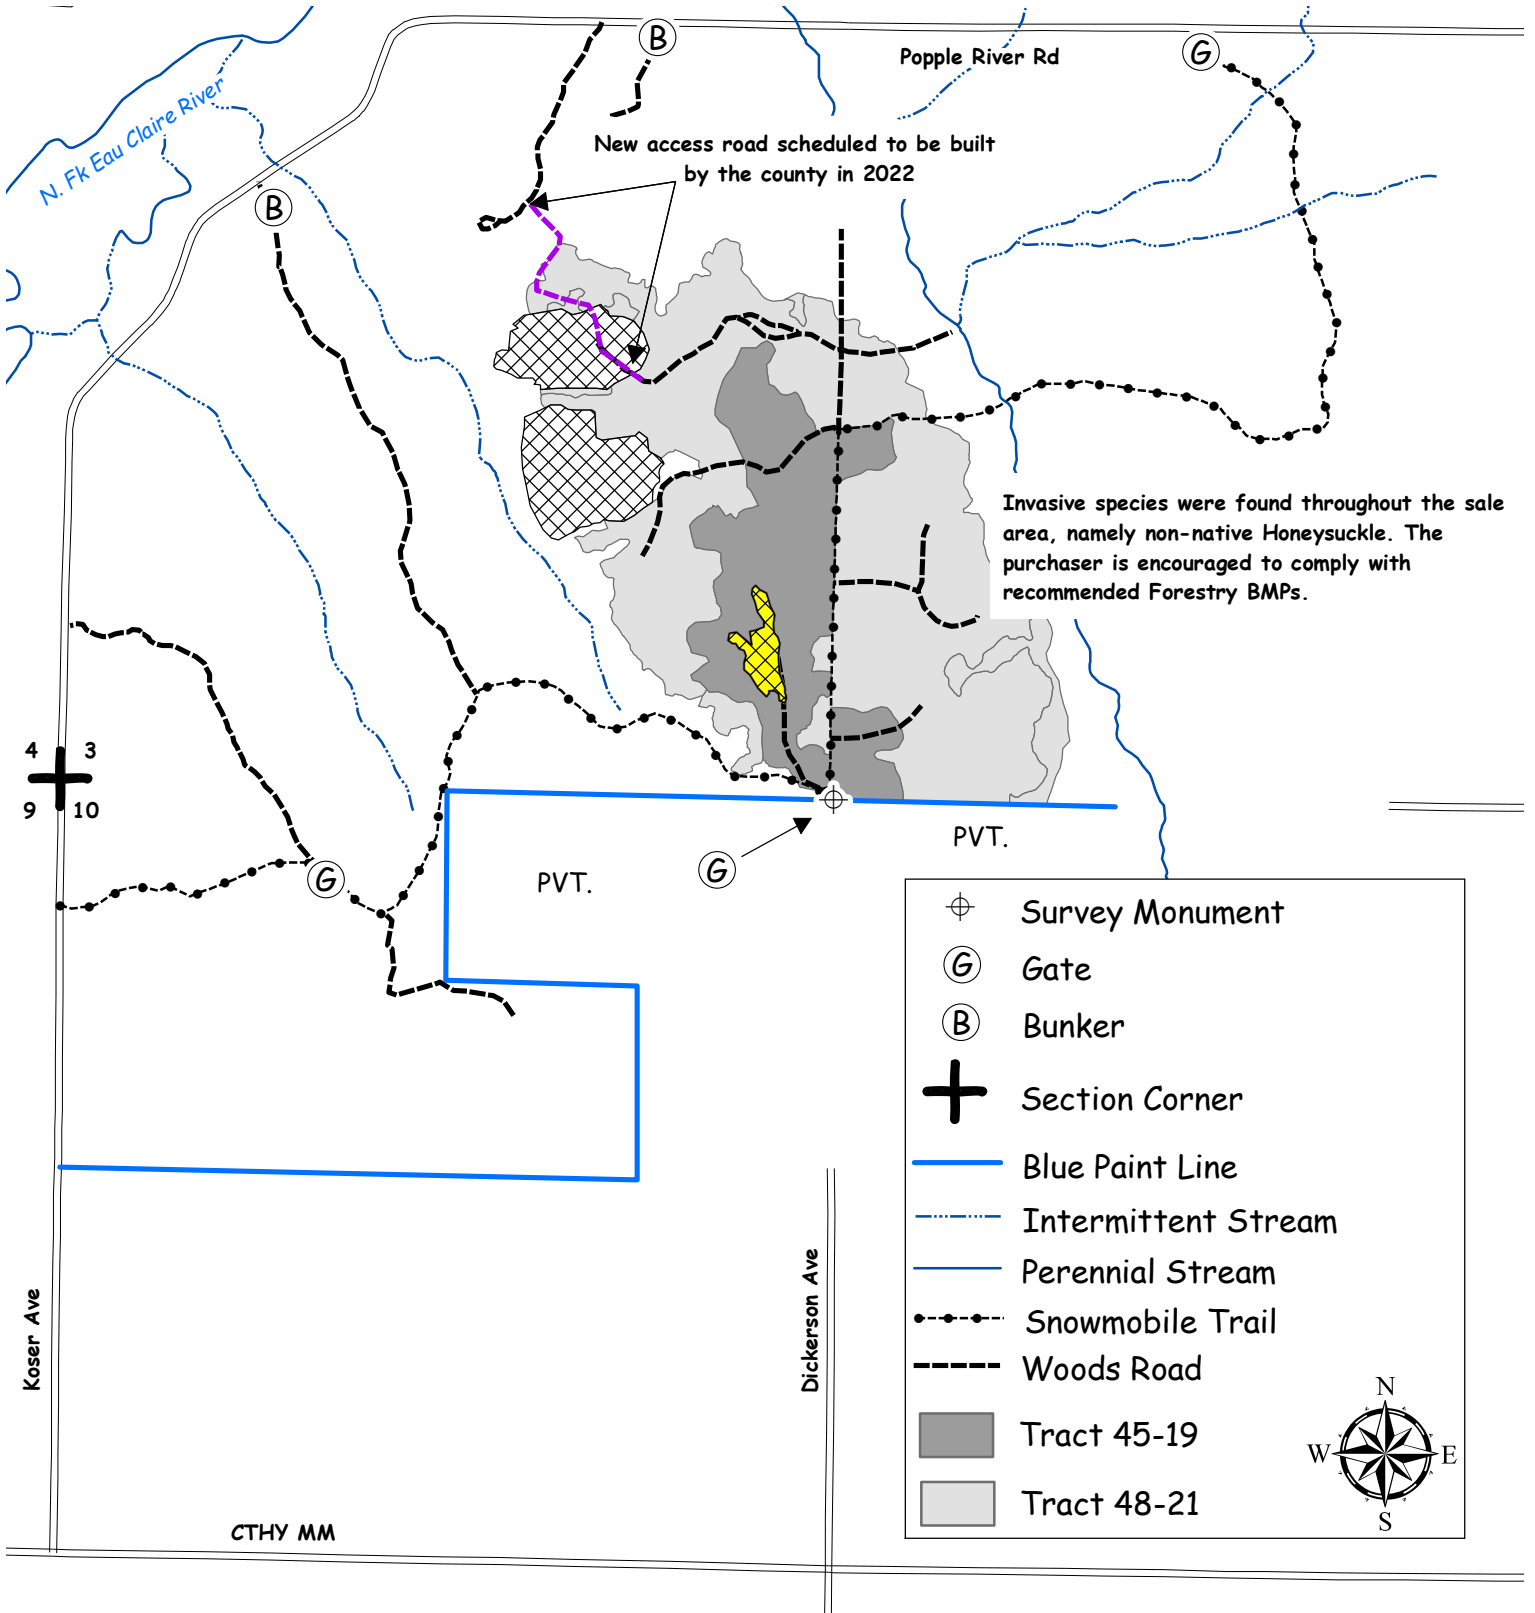 B
G
Popple River Rd
N. Fk Eau Claire River
New access road scheduled to be built
by the county in 2022
B
Invasive species were found throughout the sale
area, namely non-native Honeysuckle. The
purchaser is encouraged to comply with
recommended Forestry BMPs.
4 3
9 10
PVT.
G
G
PVT.
Survey Monument
G Gate
B Bunker
Section Corner
Blue Paint Line
Intermittent Stream
Perennial Stream
Snowmobile Trail
Woods Road
Tract 45-19
Tract 48-21
N
W E
S
Koser Ave
Dickerson Ave
CTHY MM